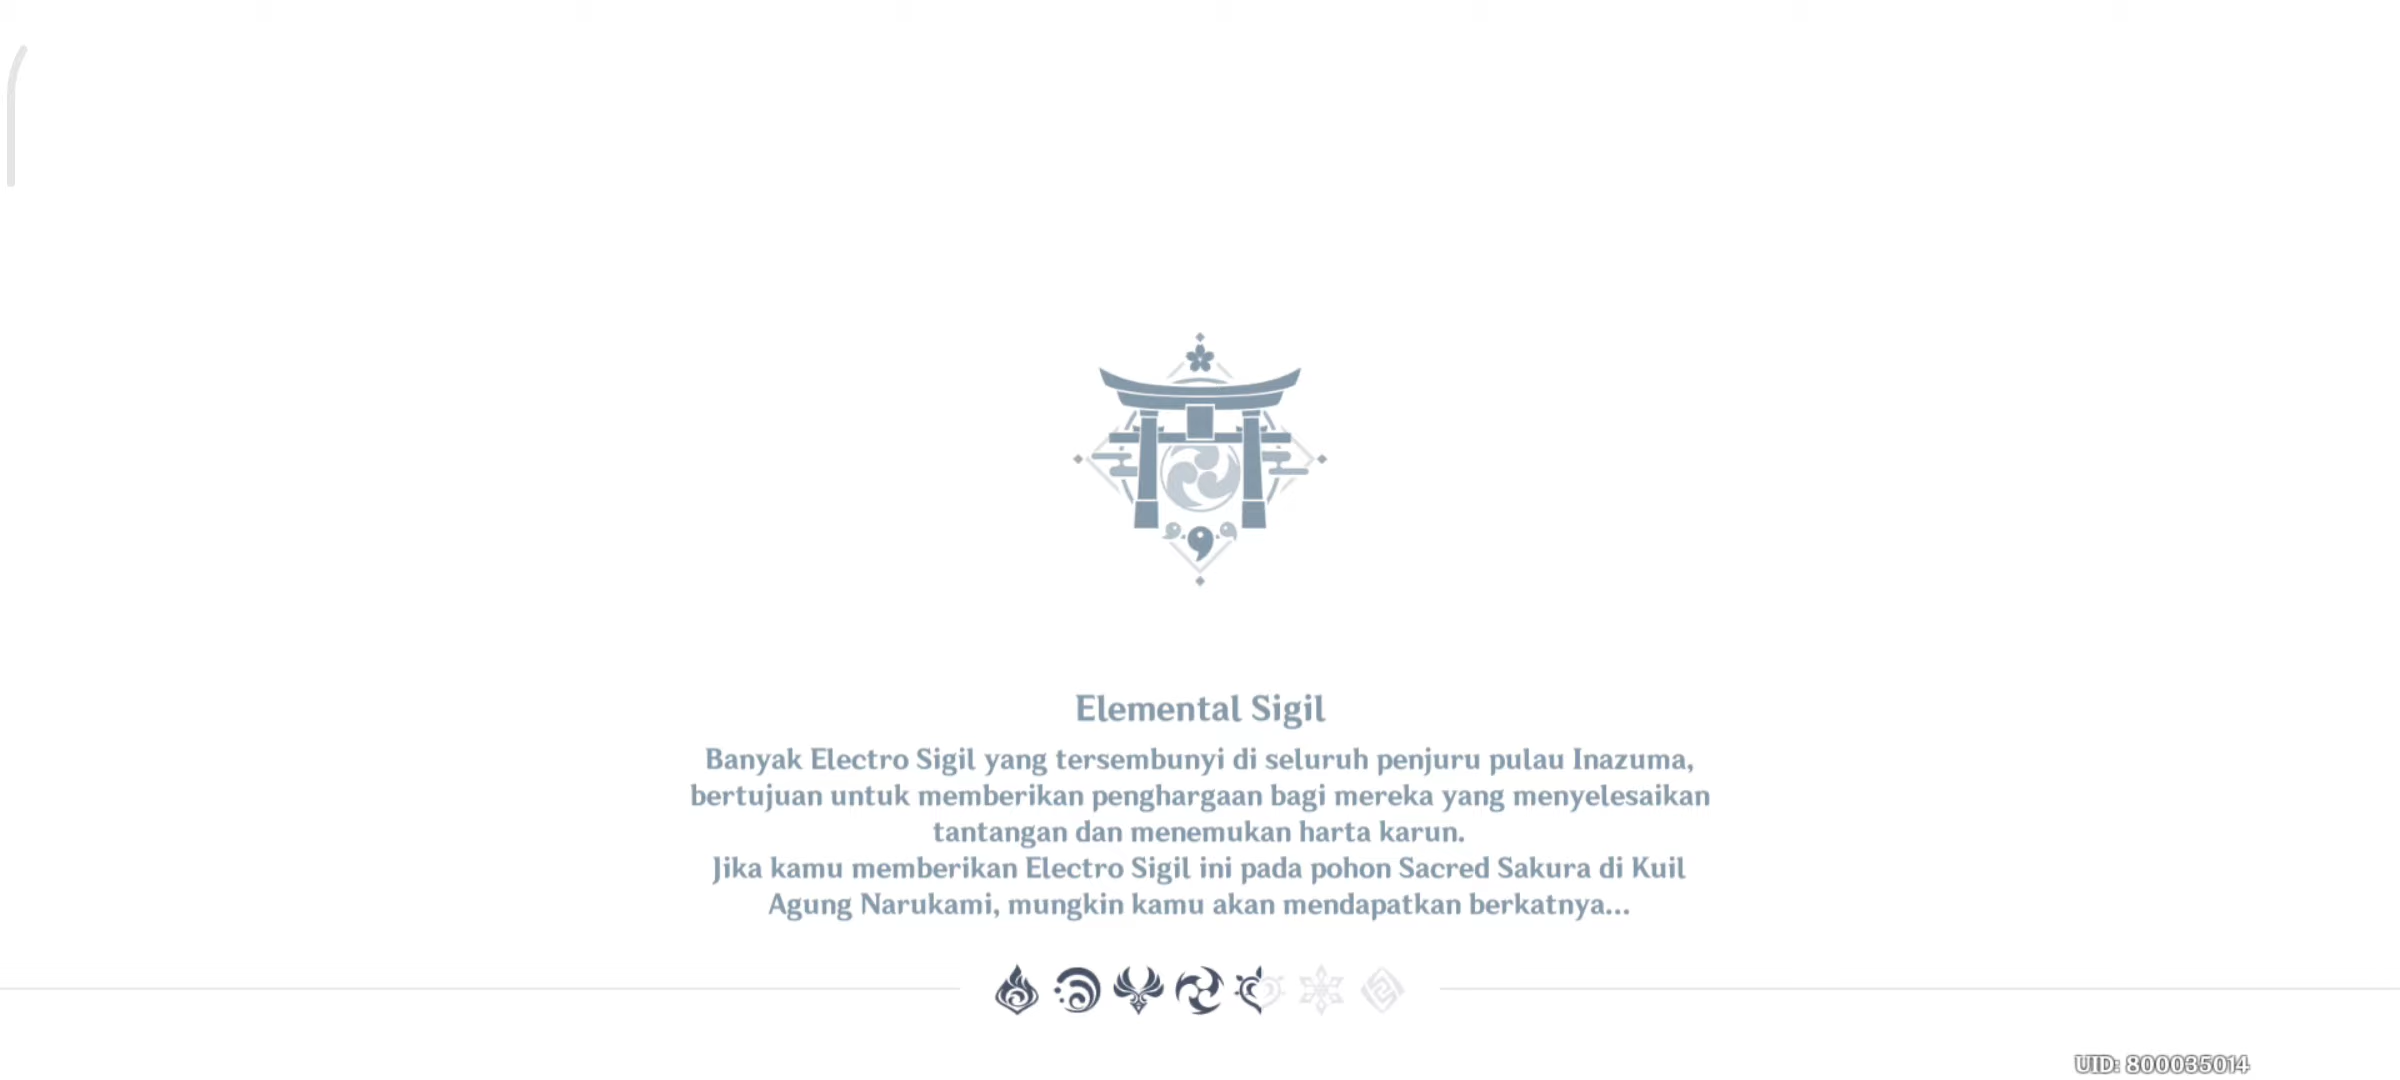 Elemental Sigil
Banyak Electro Sigil yang tersembunyi di seluruh penjuru pulau Inazuma,
bertujuan untuk memberikan penghargaan bagi mereka yang menyelesaikan
tantangan dan menemukan harta karun.
Jika kamu memberikan Electro Sigil ini pada pohon Sacred Sakura di Kuil
Agung Narukami, mungkin kamu akan mendapatkan berkatnya...
UID: 800035014